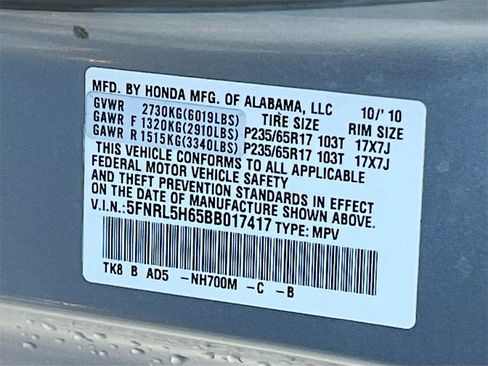 MFD. BY HONDA MFG. OF ALABAMA, LLC 10/'10
GVWR 2730KG(6019LBS) TIRE SIZE RIM SIZE
GAWR F 1320KG(2910LBS) P235/65R17 103T 17X7J
GAWR R 1515KG(3340LBS) P235/65R17 103T 17X7J
THIS VEHICLE CONFORMS TO ALL APPLICABLE
FEDERAL MOTOR VEHICLE SAFETY
AND THEFT PREVENTION STANDARDS IN EFFECT
ON THE DATE OF MANUFACTURE SHOWN ABOVE.
V.I.N.: 5FNRL5H65BB017417 TYPE: MPV
TK8 B AD5 -NH700M -C -B